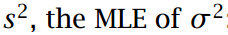 s², the MLE of σ²: